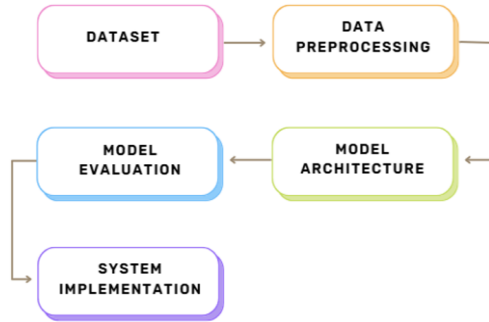 DATASET
DATA
PREPROCESSING
MODEL
ARCHITECTURE
MODEL
EVALUATION
SYSTEM
IMPLEMENTATION